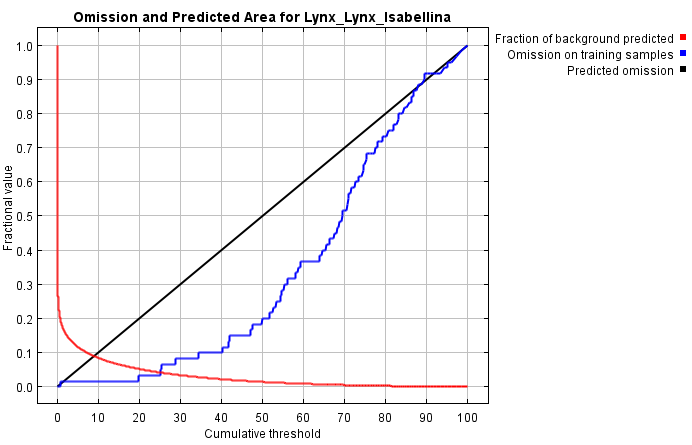 Omission and Predicted Area for Lynx_Lynx_Isabellina
Fraction of background predicted
Omission on training samples
Predicted omission
Fractional value
1.0
0.9
0.8
0.7
0.6
0.5
0.4
0.3
0.2
0.1
0.0
0 10 20 30 40 50 60 70 80 90 100
Cumulative threshold